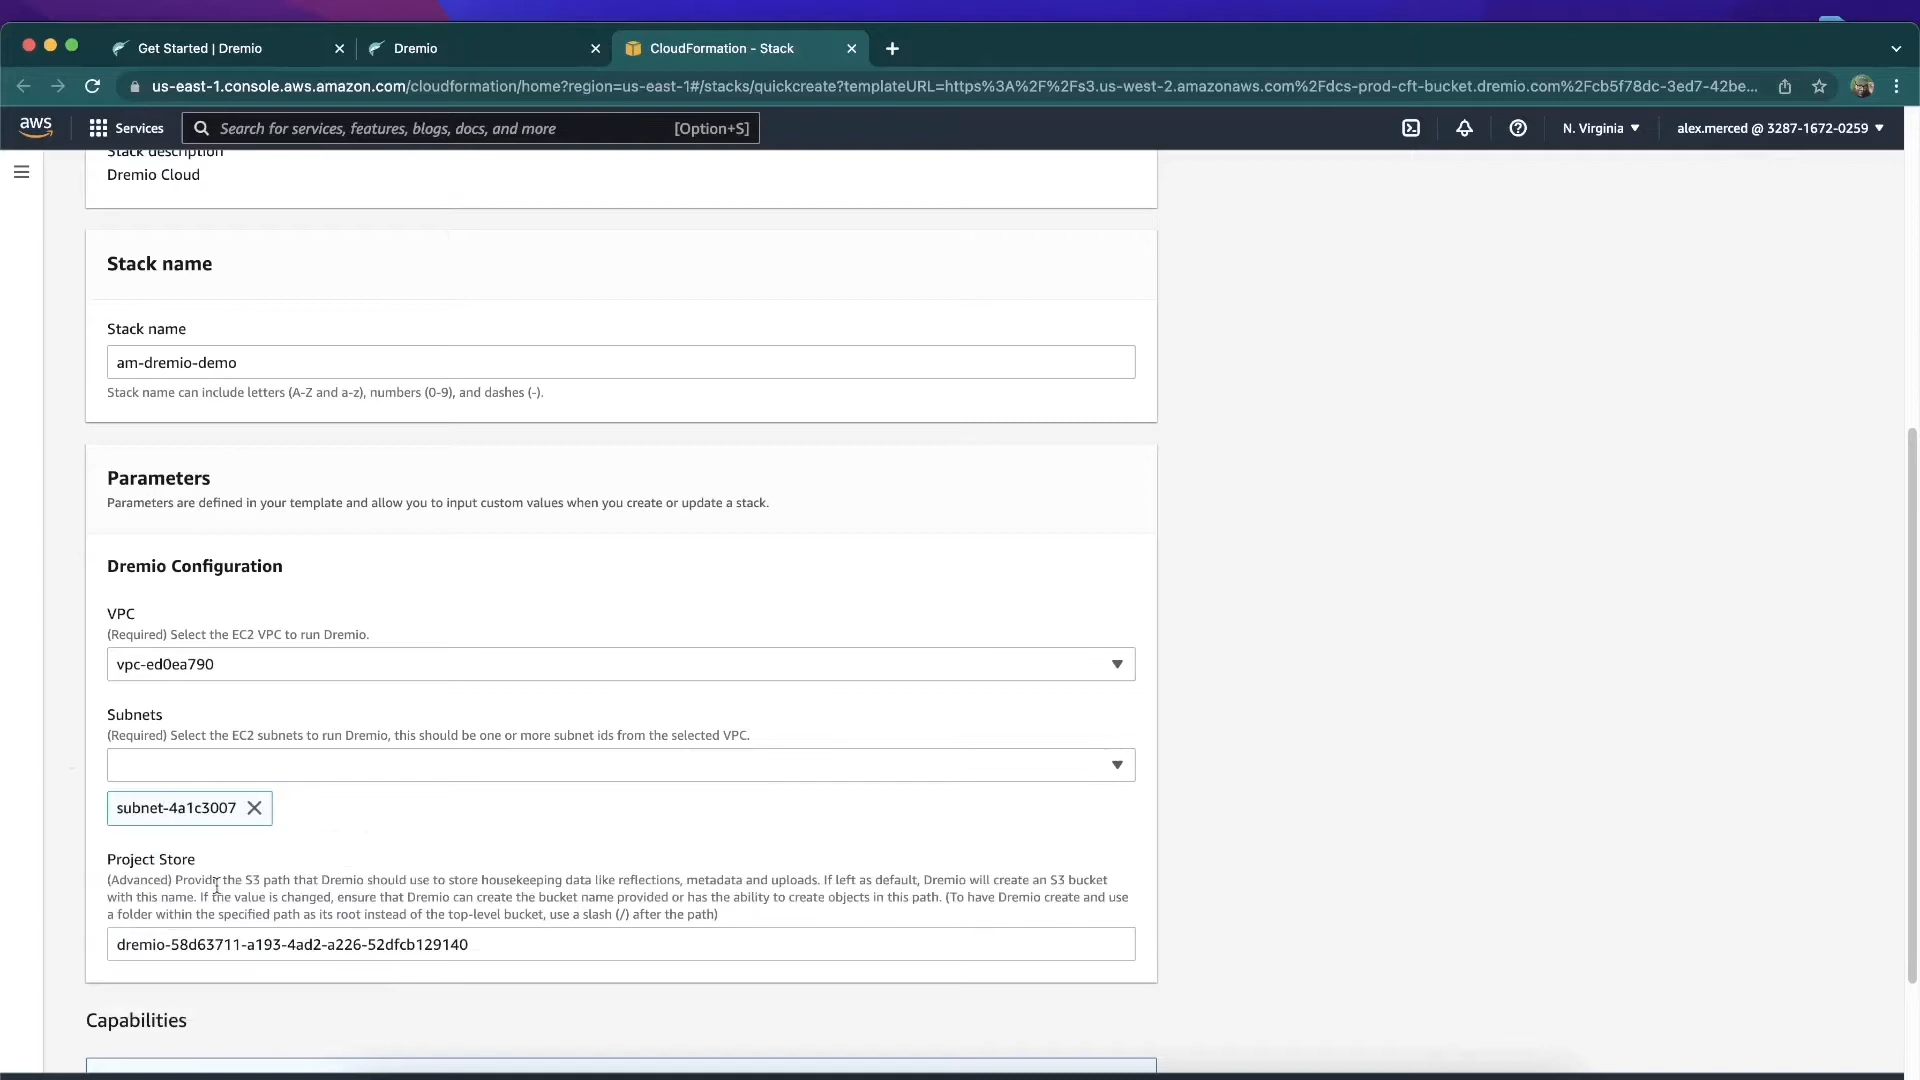 Get Started | Dremio
Dremio
CloudFormation - Stack
us-east-1.console.aws.amazon.com/cloudformation/home?region=us-east-1#/stacks/quickcreate?templateURL=https%3A%2F%2Fs3.us-west-2.amazonaws.com%2Fdcs-prod-cft-bucket.dremio.com%2Fcb5f78dc-3ed7-42be...
aws
Services
Search for services, features, blogs, docs, and more
[Option+S]
N. Virginia
alex.merced @ 3287-1672-0259
Stack description
Dremio Cloud
Stack name
Stack name
am-dremio-demo
Stack name can include letters (A-Z and a-z), numbers (0-9), and dashes (-).
Parameters
Parameters are defined in your template and allow you to input custom values when you create or update a stack.
Dremio Configuration
VPC
(Required) Select the EC2 VPC to run Dremio.
vpc-ed0ea790
Subnets
(Required) Select the EC2 subnets to run Dremio, this should be one or more subnet ids from the selected VPC.
subnet-4a1c3007
Project Store
(Advanced) Provide the S3 path that Dremio should use to store housekeeping data like reflections, metadata and uploads. If left as default, Dremio will create an S3 bucket
with this name. If the value is changed, ensure that Dremio can create the bucket name provided or has the ability to create objects in this path. (To have Dremio create and use
a folder within the specified path as its root instead of the top-level bucket, use a slash (/) after the path)
dremio-58d63711-a193-4ad2-a226-52dfcb129140
Capabilities